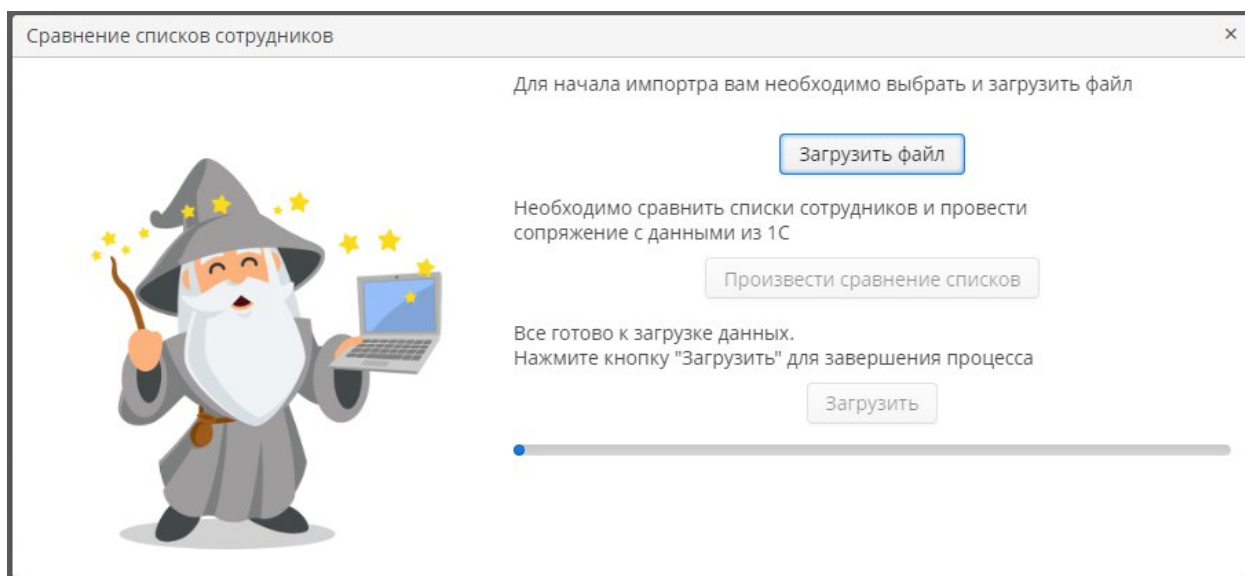 Сравнение списков сотрудников
×
Для начала импортра вам необходимо выбрать и загрузить файл
Загрузить файл
Необходимо сравнить списки сотрудников и провести
сопряжение с данными из 1С
Произвести сравнение списков
Все готово к загрузке данных.
Нажмите кнопку "Загрузить" для завершения процесса
Загрузить